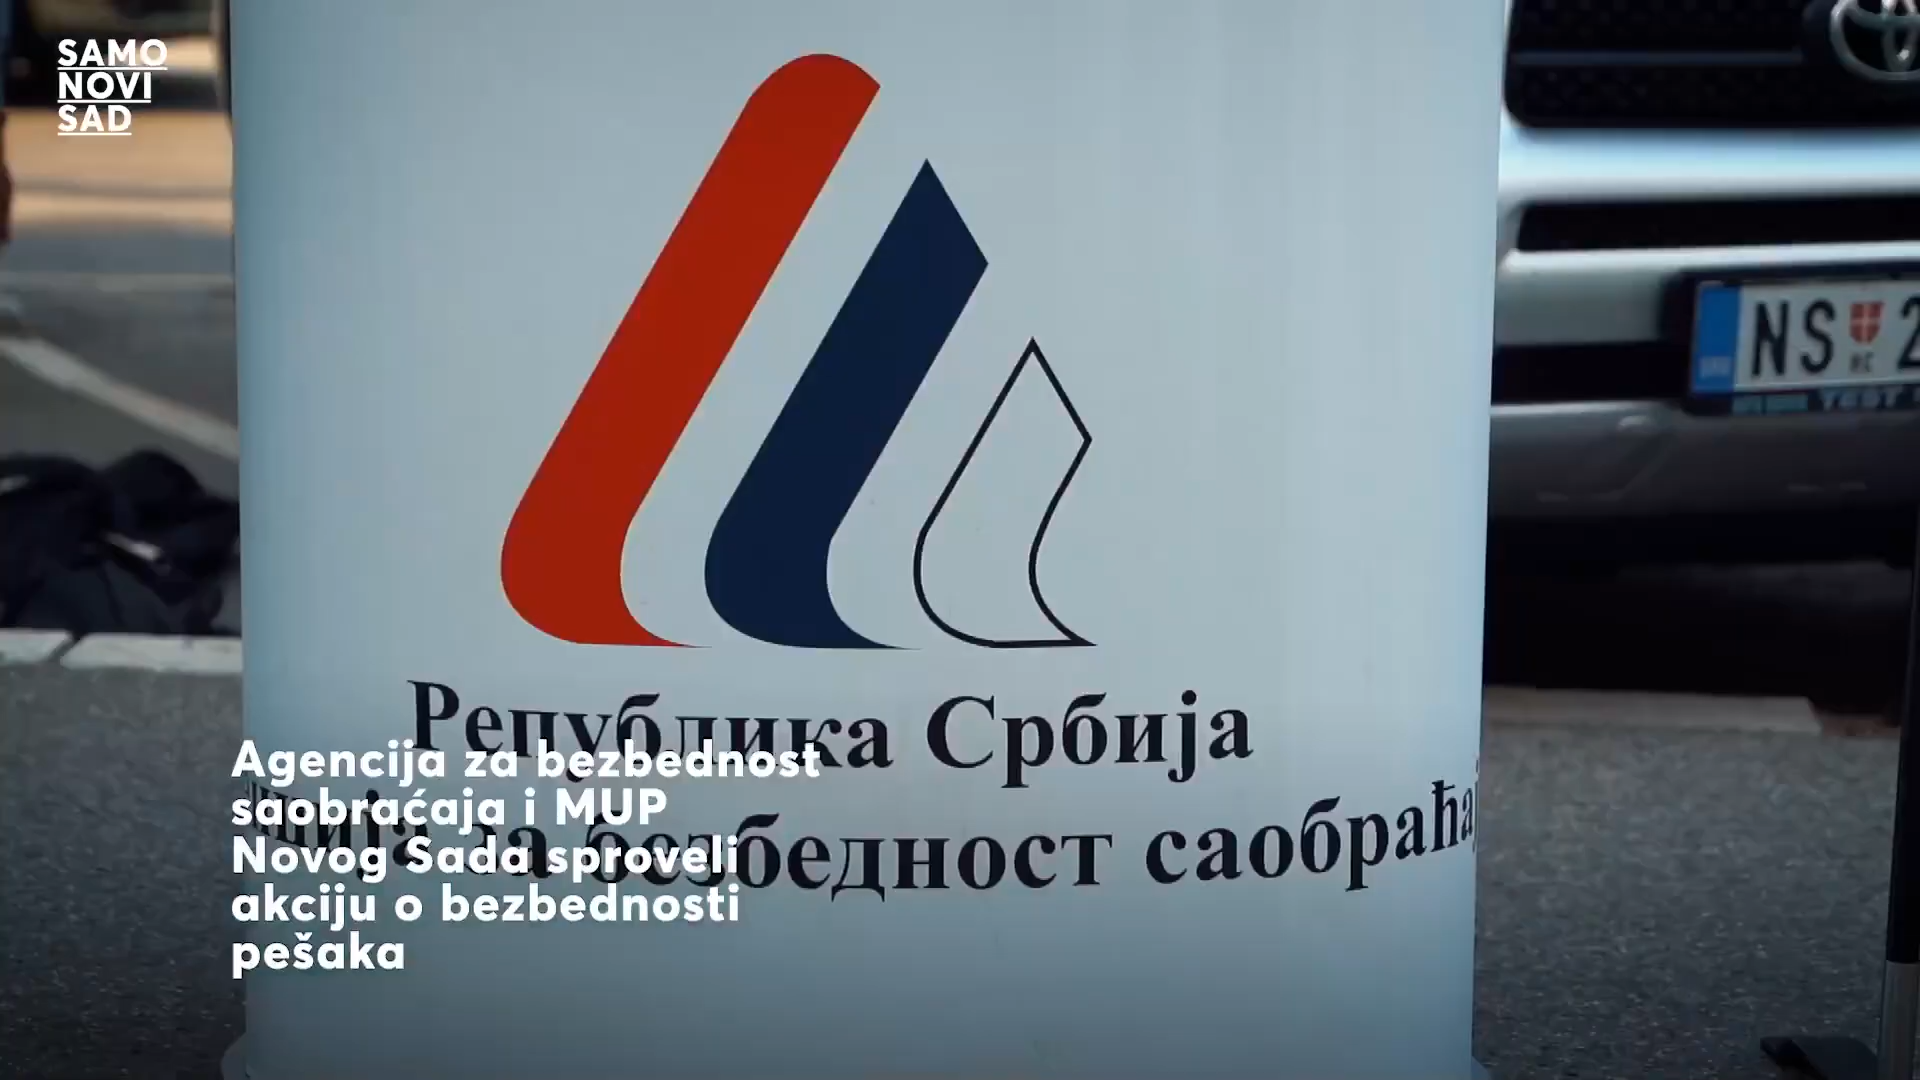 SAMO
NOVI
SAD
NS
Република Србија
за безбедност саобраћај
Agencija za bezbednost
saobraćaja i MUP
Novog Sada sproveli
akciju o bezbednosti
pešaka